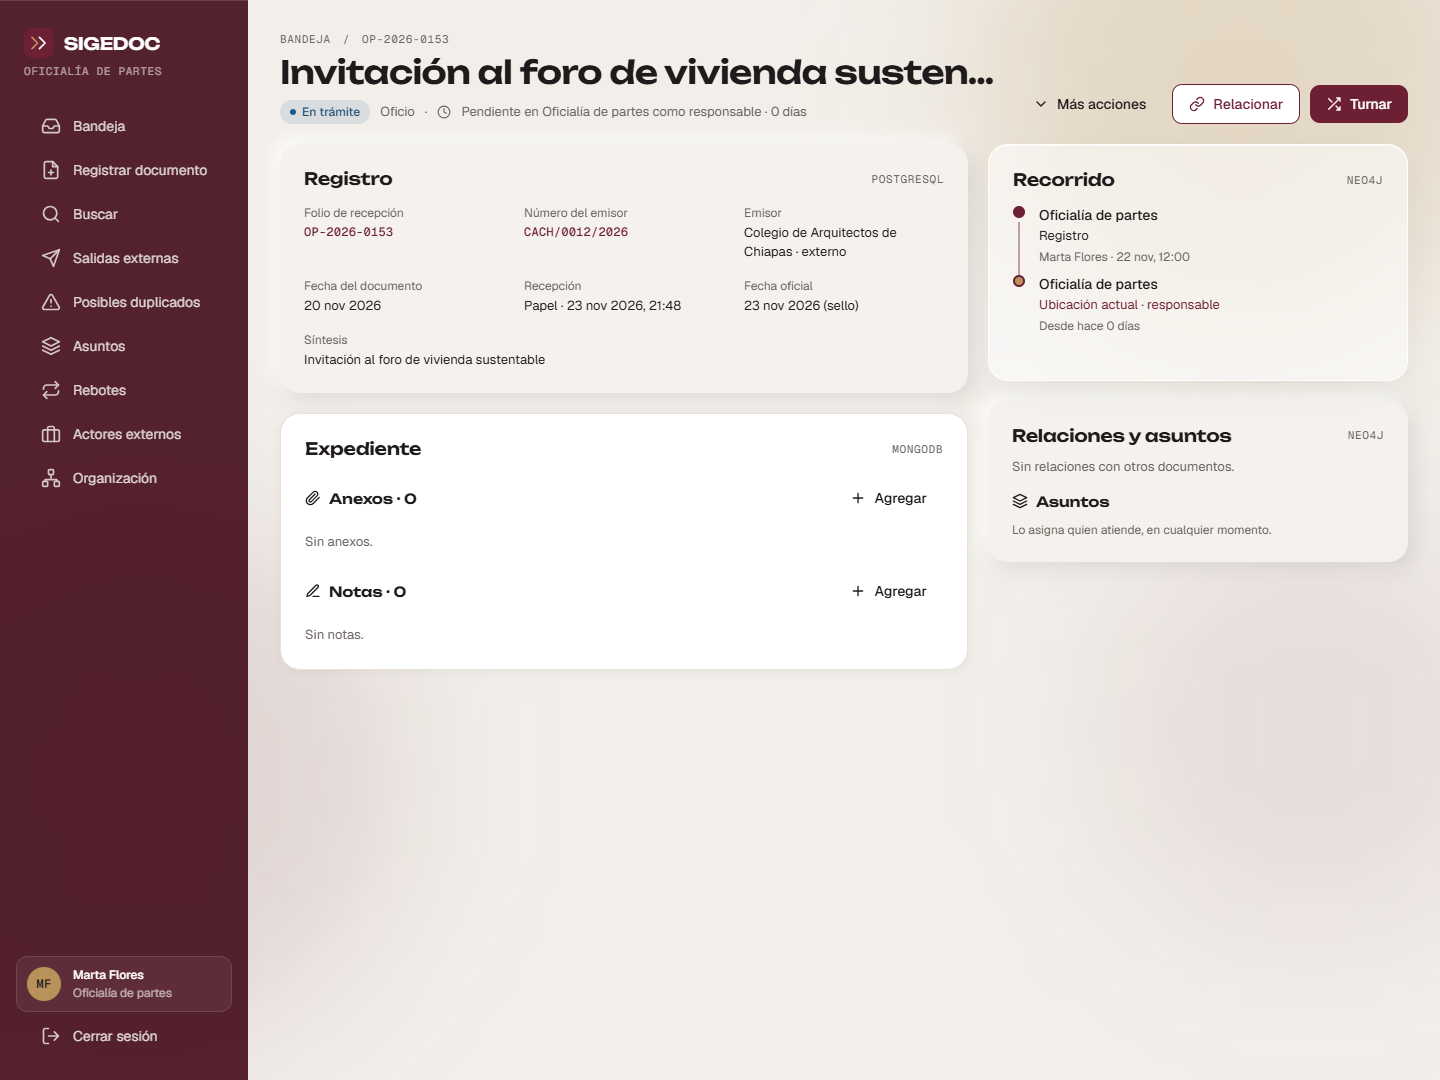 SIGEDOC
OFICIALÍA DE PARTES
Bandeja
Registrar documento
Buscar
Salidas externas
Posibles duplicados
Asuntos
Rebotes
Actores externos
Organización
MF
Marta Flores
Oficialía de partes
Cerrar sesión
BANDEJA / OP-2026-0153
Invitación al foro de vivienda susten...
En trámite Oficio · Pendiente en Oficialía de partes como responsable · 0 días
Más acciones
Relacionar
Turnar
Registro POSTGRESQL
Folio de recepción
OP-2026-0153
Número del emisor
CACH/0012/2026
Emisor
Colegio de Arquitectos de
Chiapas · externo
Fecha del documento
20 nov 2026
Recepción
Papel · 23 nov 2026, 21:48
Fecha oficial
23 nov 2026 (sello)
Síntesis
Invitación al foro de vivienda sustentable
Expediente MONGODB
Anexos · 0 + Agregar
Sin anexos.
Notas · 0 + Agregar
Sin notas.
Recorrido NEO4J
Oficialía de partes
Registro
Marta Flores · 22 nov, 12:00
Oficialía de partes
Ubicación actual · responsable
Desde hace 0 días
Relaciones y asuntos NEO4J
Sin relaciones con otros documentos.
Asuntos
Lo asigna quien atiende, en cualquier momento.